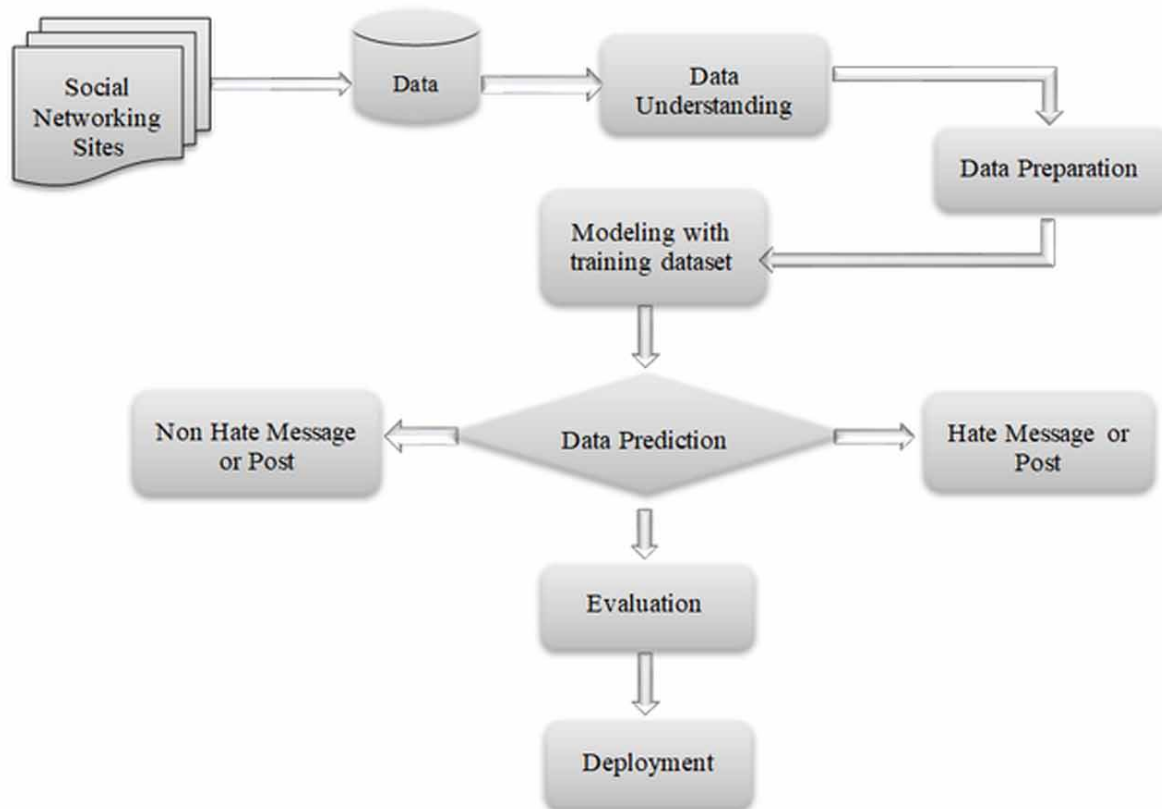 Social
Networking
Sites
Data
Data
Understanding
Data Preparation
Modeling with
training dataset
Non Hate Message
or Post
Data Prediction
Hate Message or
Post
Evaluation
Deployment